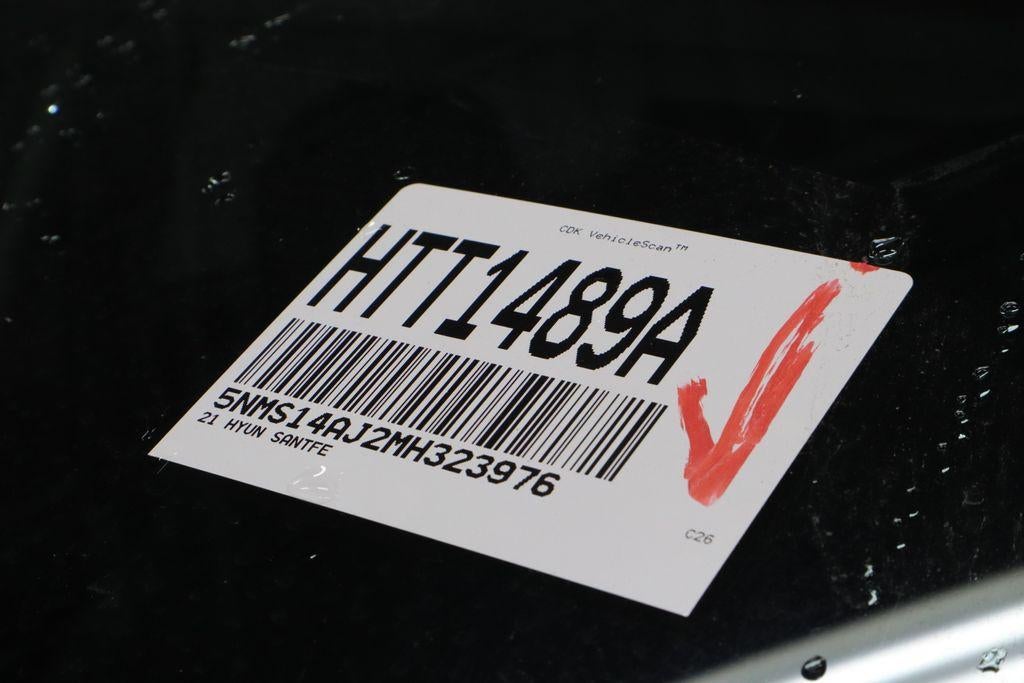 CDK VehicleScan™
HTT1489A
5NMS14AJ2MH323976
21 HYUN SANTFE
C26